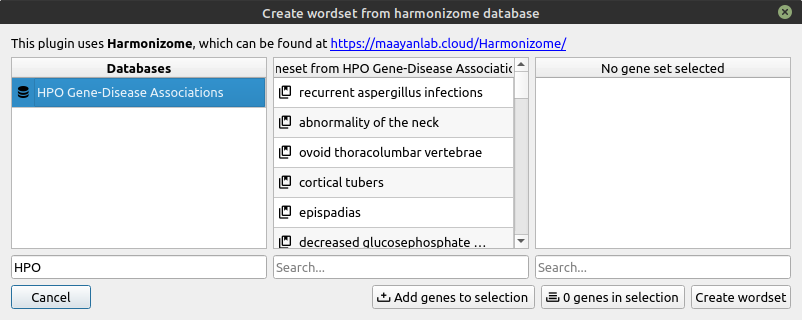 Create wordset from harmonizome database
This plugin uses Harmonizome, which can be found at https://maayanlab.cloud/Harmonizome/
Databases
HPO Gene-Disease Associations
HPO
neset from HPO Gene-Disease Associatio
recurrent aspergillus infections
abnormality of the neck
ovoid thoracolumbar vertebrae
cortical tubers
epispadias
decreased glucosephosphate …
Search...
No gene set selected
Search...
Cancel
Add genes to selection
0 genes in selection
Create wordset